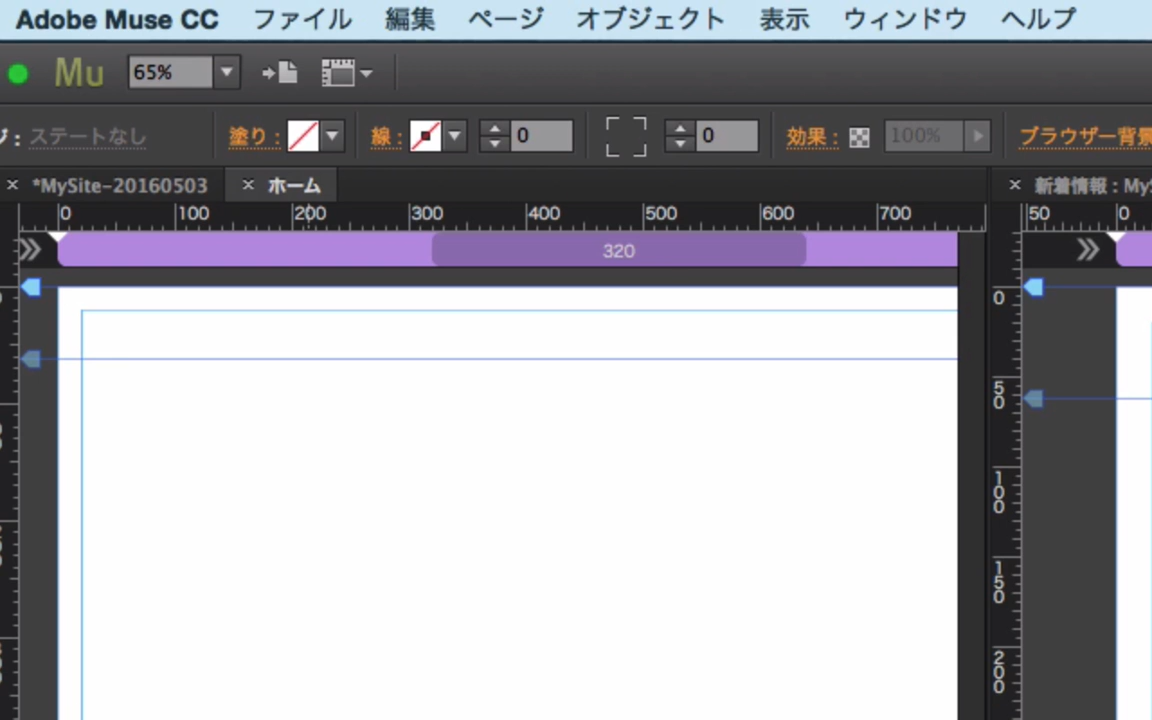 Adobe Muse CC ファイル 編集 ページ オブジェクト 表示 ウィンドウ ヘルプ
Mu 65%
ジ : ステートなし 塗り : 線 : 0 0 効果 : 100% ブラウザー背景
× *MySite-20160503 × ホーム × 新着情報 : MyS
0 100 200 300 400 500 600 700 50 0
320
0
50
100
150
200